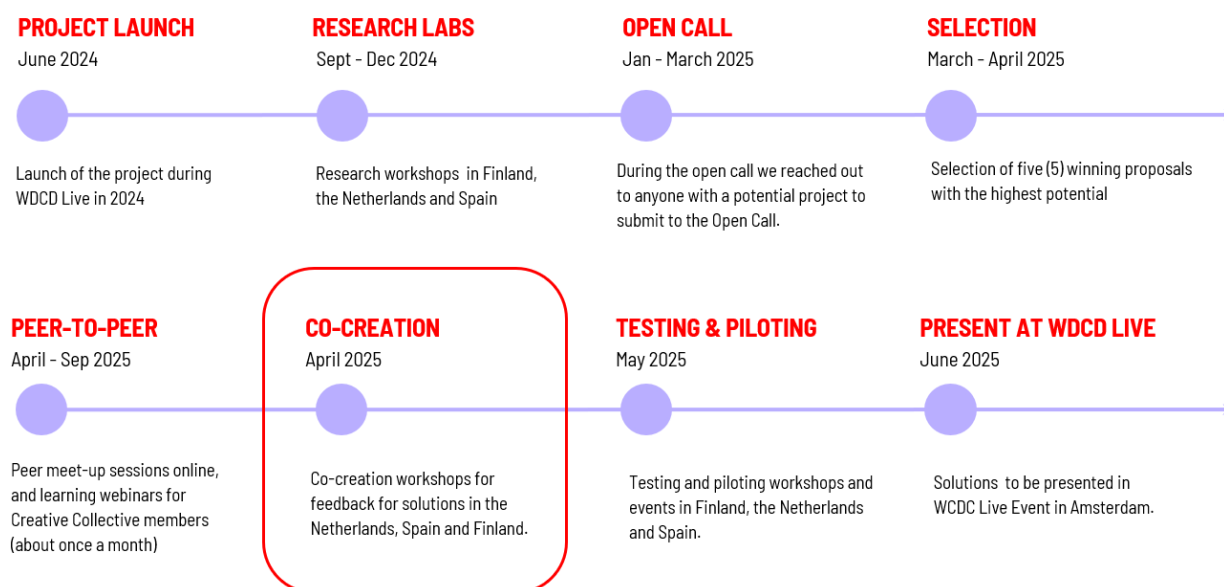 PROJECT LAUNCH
June 2024
Launch of the project during
WDCD Live in 2024
RESEARCH LABS
Sept - Dec 2024
Research workshops in Finland,
the Netherlands and Spain
OPEN CALL
Jan - March 2025
During the open call we reached out
to anyone with a potential project to
submit to the Open Call.
SELECTION
March - April 2025
Selection of five (5) winning proposals
with the highest potential
PEER-TO-PEER
April - Sep 2025
Peer meet-up sessions online,
and learning webinars for
Creative Collective members
(about once a month)
CO-CREATION
April 2025
Co-creation workshops for
feedback for solutions in the
Netherlands, Spain and Finland.
TESTING & PILOTING
May 2025
Testing and piloting workshops and
events in Finland, the Netherlands
and Spain.
PRESENT AT WDCD LIVE
June 2025
Solutions to be presented in
WCDC Live Event in Amsterdam.